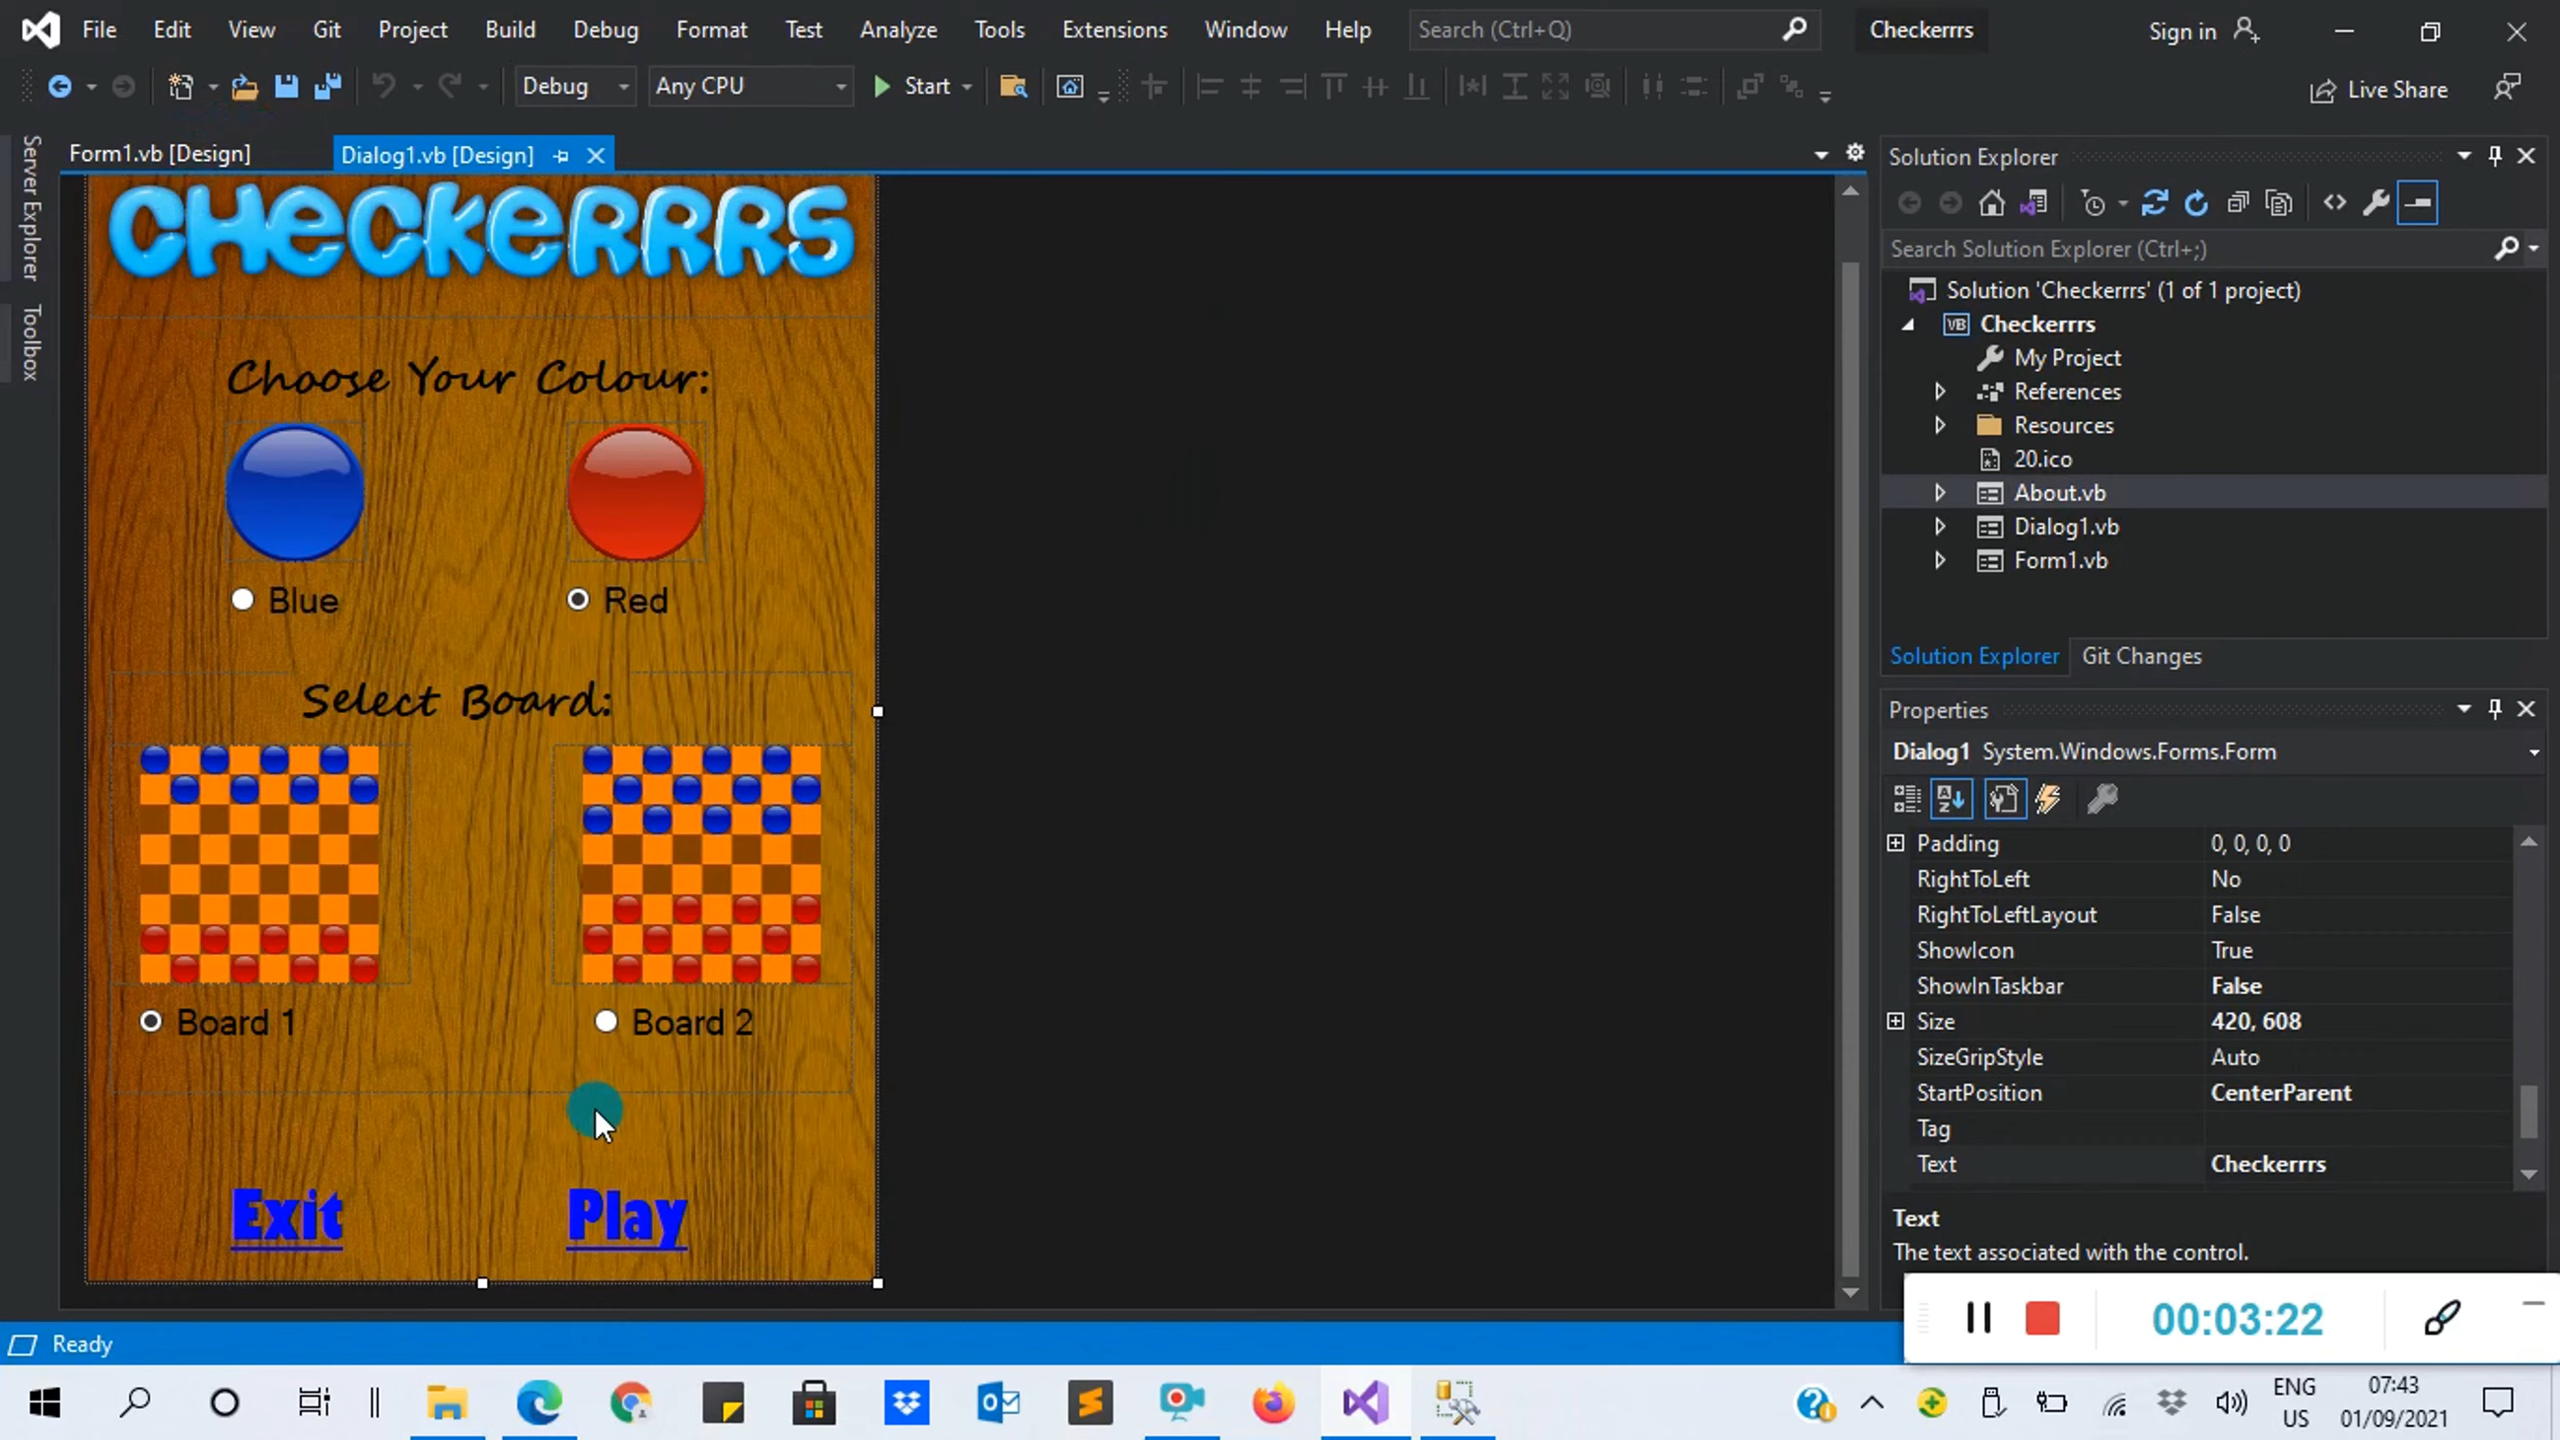 File Edit View Git Project Build Debug Format Test Analyze Tools Extensions Window Help Search (Ctrl+Q) Checkerrrs Sign in
Debug Any CPU Start Live Share
Server Explorer
Toolbox
Form1.vb [Design] Dialog1.vb [Design]
CHeCKeRRRS
Choose Your Colour:
Blue Red
Select Board:
Board 1 Board 2
Exit Play
Solution Explorer
Search Solution Explorer (Ctrl+;)
Solution 'Checkerrrs' (1 of 1 project)
VB Checkerrrs
My Project
References
Resources
20.ico
About.vb
Dialog1.vb
Form1.vb
Solution Explorer Git Changes
Properties
Dialog1 System.Windows.Forms.Form
Padding 0, 0, 0, 0
RightToLeft No
RightToLeftLayout False
ShowIcon True
ShowInTaskbar False
Size 420, 608
SizeGripStyle Auto
StartPosition CenterParent
Tag
Text Checkerrrs
Text
The text associated with the control.
00:03:22
Ready
ENG
US
07:43
01/09/2021